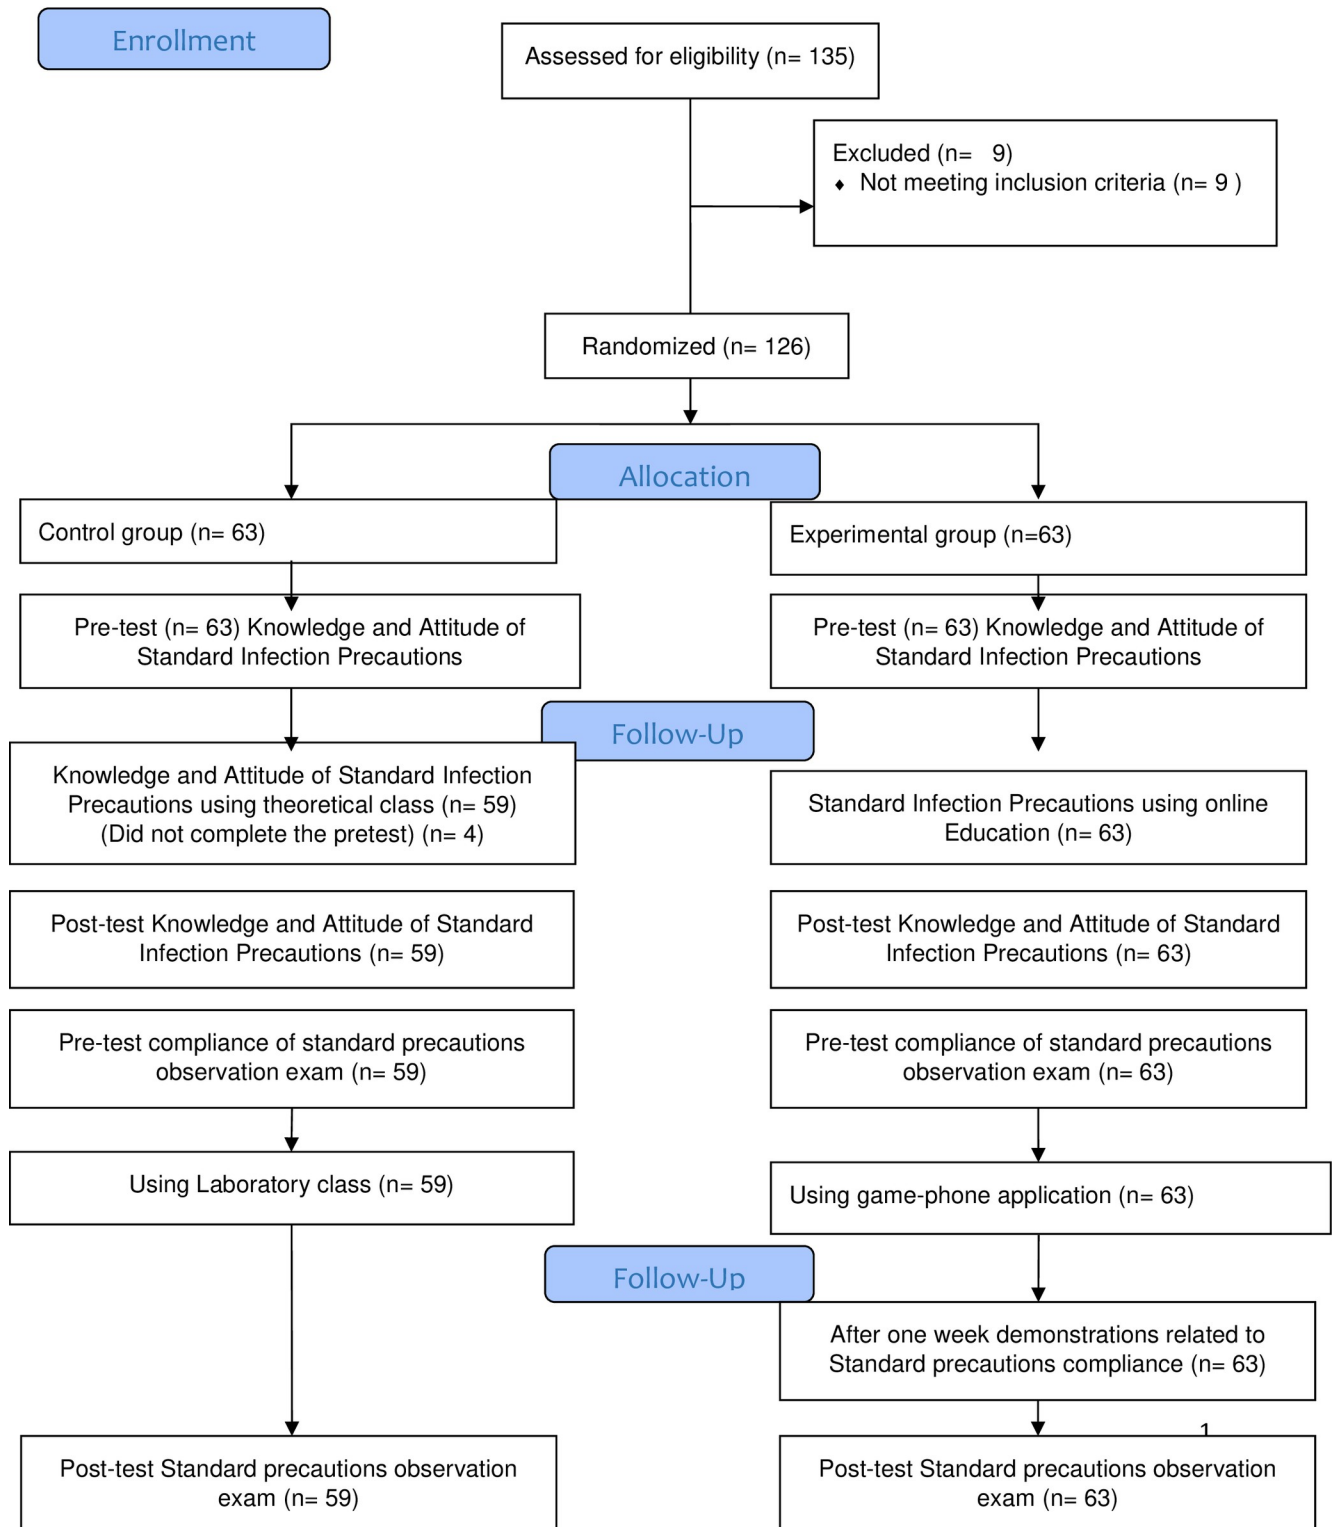 Enrollment
Assessed for eligibility (n= 135)
Excluded (n=   9)
♦ Not meeting inclusion criteria (n= 9 )
Randomized (n= 126)
Allocation
Control group (n= 63)
Experimental group (n=63)
Pre-test (n= 63) Knowledge and Attitude of
Standard Infection Precautions
Pre-test (n= 63) Knowledge and Attitude of
Standard Infection Precautions
Follow-Up
Knowledge and Attitude of Standard Infection
Precautions using theoretical class (n= 59)
(Did not complete the pretest) (n= 4)
Standard Infection Precautions using online
Education (n= 63)
Post-test Knowledge and Attitude of Standard
Infection Precautions (n= 59)
Post-test Knowledge and Attitude of Standard
Infection Precautions (n= 63)
Pre-test compliance of standard precautions
observation exam (n= 59)
Pre-test compliance of standard precautions
observation exam (n= 63)
Using Laboratory class (n= 59)
Using game-phone application (n= 63)
Follow-Up
After one week demonstrations related to
Standard precautions compliance (n= 63)
1
Post-test Standard precautions observation
exam (n= 59)
Post-test Standard precautions observation
exam (n= 63)